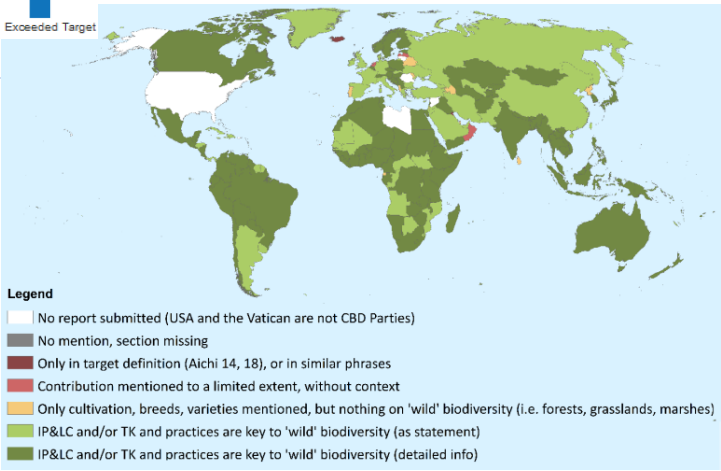 Exceeded Target
Legend
No report submitted (USA and the Vatican are not CBD Parties)
No mention, section missing
Only in target definition (Aichi 14, 18), or in similar phrases
Contribution mentioned to a limited extent, without context
Only cultivation, breeds, varieties mentioned, but nothing on 'wild' biodiversity (i.e. forests, grasslands, marshes)
IP&LC and/or TK and practices are key to 'wild' biodiversity (as statement)
IP&LC and/or TK and practices are key to 'wild' biodiversity (detailed info)